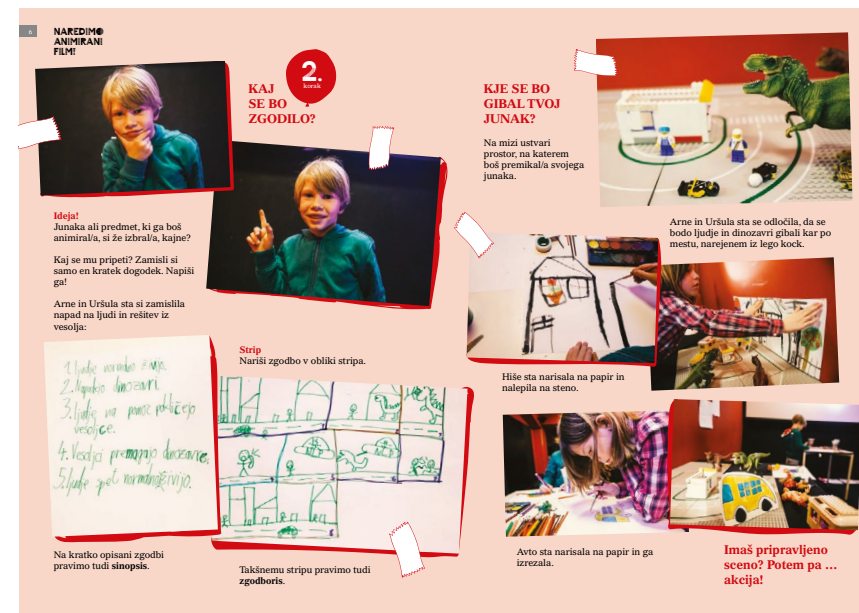 6
NAREDIMO
ANIMIRANI
FILM!
2.
korak
KAJ
SE BO
ZGODILO?
Ideja!
Junaka ali predmet, ki ga boš
animiral/a, si že izbral/a, kajne?
Kaj se mu pripeti? Zamisli si
samo en kratek dogodek. Napiši
ga!
Arne in Uršula sta si zamislila
napad na ljudi in rešitev iz
vesolja:
1. ljudje normalno živijo.
2. Napadejo dinozavri.
3. ljudje na pomoč pokličejo
vesoljce.
4. Vesoljci premagajo dinozavre.
5. ljudje spet normalno živijo.
Na kratko opisani zgodbi
pravimo tudi sinopsis.
Strip
Nariši zgodbo v obliki stripa.
Takšnemu stripu pravimo tudi
zgodboris.
KJE SE BO
GIBAL TVOJ
JUNAK?
Na mizi ustvari
prostor, na katerem
boš premikal/a svojega
junaka.
Arne in Uršula sta se odločila, da se
bodo ljudje in dinozavri gibali kar po
mestu, narejenem iz lego kock.
Hiše sta narisala na papir in
nalepila na steno.
Avto sta narisala na papir in ga
izrezala.
Imaš pripravljeno
sceno? Potem pa …
akcija!